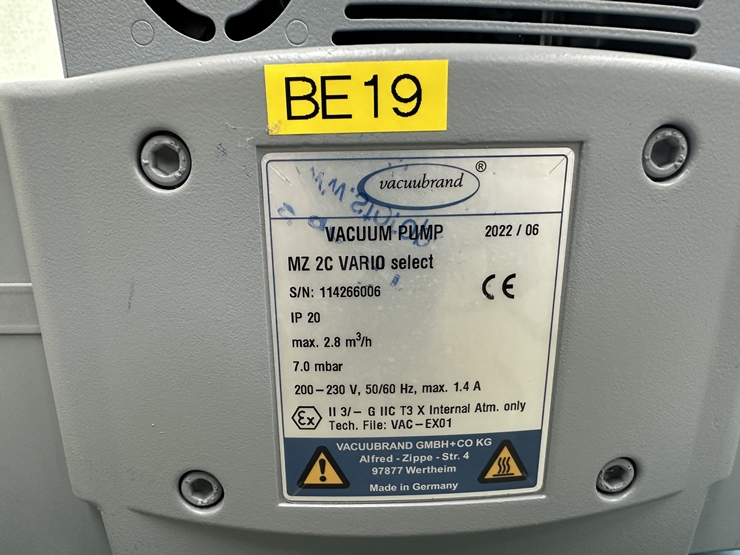 BE19
vacuubrand ®
VACUUM PUMP 2022 / 06
MZ 2C VARIO select
S/N: 114266006
CE
IP 20
max. 2.8 m³/h
7.0 mbar
200-230 V, 50/60 Hz, max. 1.4 A
Ex II 3/- G IIC T3 X Internal Atm. only
Tech. File: VAC-EX01
VACUUBRAND GMBH+CO KG
Alfred - Zippe - Str. 4
97877 Wertheim
Made in Germany